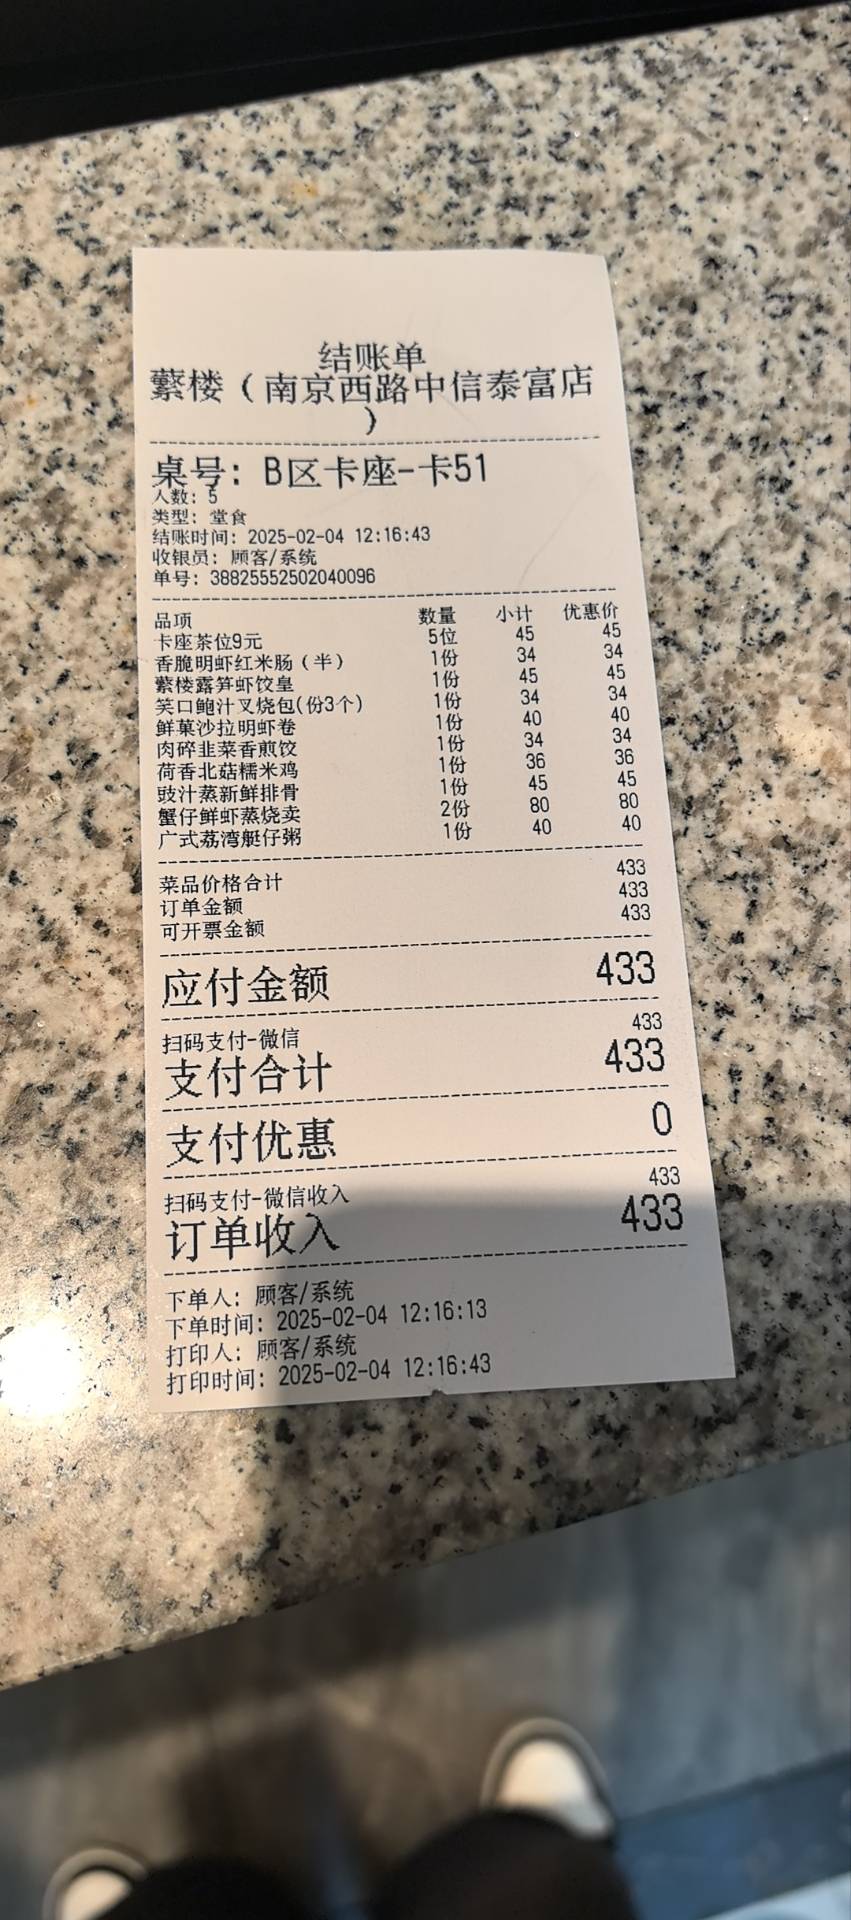 结账单
蘩楼（南京西路中信泰富店
）
桌号: B区卡座-卡51
人数: 5
类型: 堂食
结账时间: 2025-02-04 12:16:43
收银员: 顾客/系统
单号: 38825552502040096
品项 数量 小计 优惠价
卡座茶位9元 5位 45 45
香脆明虾红米肠（半） 1份 34 34
蘩楼露笋虾饺皇 1份 45 45
笑口鲍汁叉烧包(份3个) 1份 34 34
鲜菓沙拉明虾卷 1份 40 40
肉碎韭菜香煎饺 1份 34 34
荷香北菇糯米鸡 1份 36 36
豉汁蒸新鲜排骨 1份 45 45
蟹仔鲜虾蒸烧卖 2份 80 80
广式荔湾艇仔粥 1份 40 40
菜品价格合计 433
订单金额 433
可开票金额 433
应付金额 433
扫码支付-微信 433
支付合计 433
支付优惠 0
扫码支付-微信收入 433
订单收入 433
下单人: 顾客/系统
下单时间: 2025-02-04 12:16:13
打印人: 顾客/系统
打印时间: 2025-02-04 12:16:43